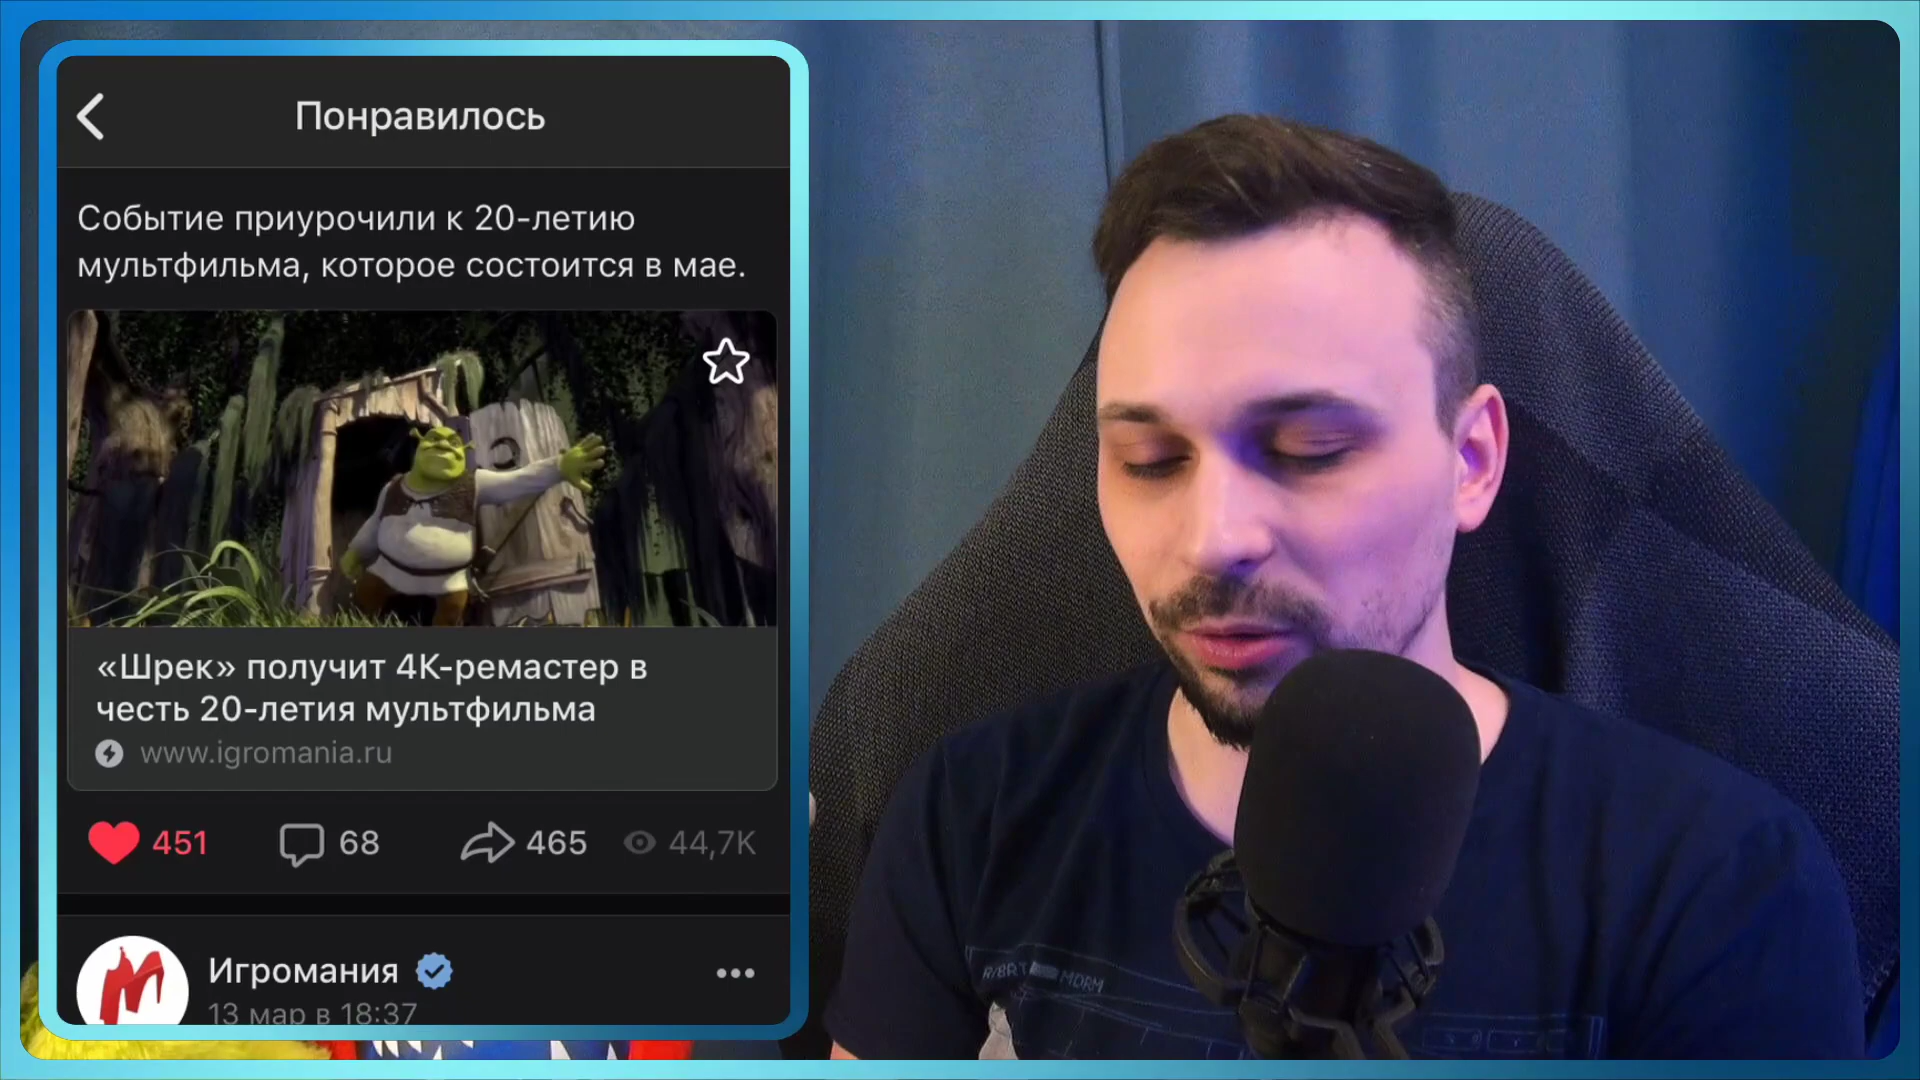 Понравилось
Событие приурочили к 20-летию
мультфильма, которое состоится в мае.
«Шрек» получит 4К-ремастер в
честь 20-летия мультфильма
www.igromania.ru
451
68
465
44,7K
Игромания
13 мар в 18:37
MDRM